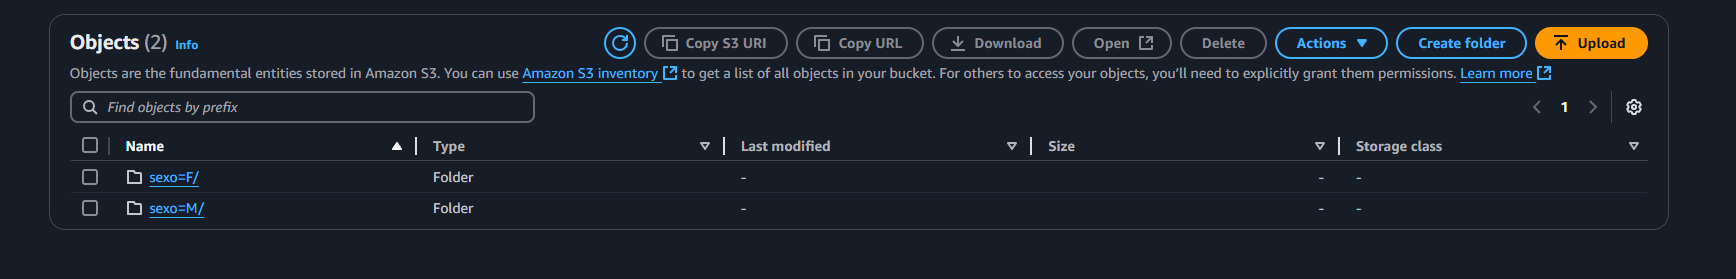 Objects (2) Info Copy S3 URI Copy URL Download Open Delete Actions Create folder Upload
Objects are the fundamental entities stored in Amazon S3. You can use Amazon S3 inventory to get a list of all objects in your bucket. For others to access your objects, you'll need to explicitly grant them permissions. Learn more
Find objects by prefix 1
Name Type Last modified Size Storage class
sexo=F/ Folder - - -
sexo=M/ Folder - - -